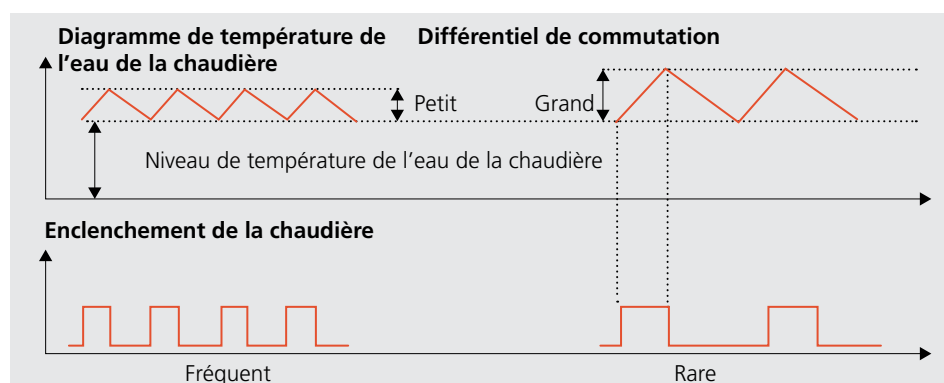 Diagramme de température de
l'eau de la chaudière
Différentiel de commutation
Petit
Grand
Niveau de température de l'eau de la chaudière
Enclenchement de la chaudière
Fréquent
Rare